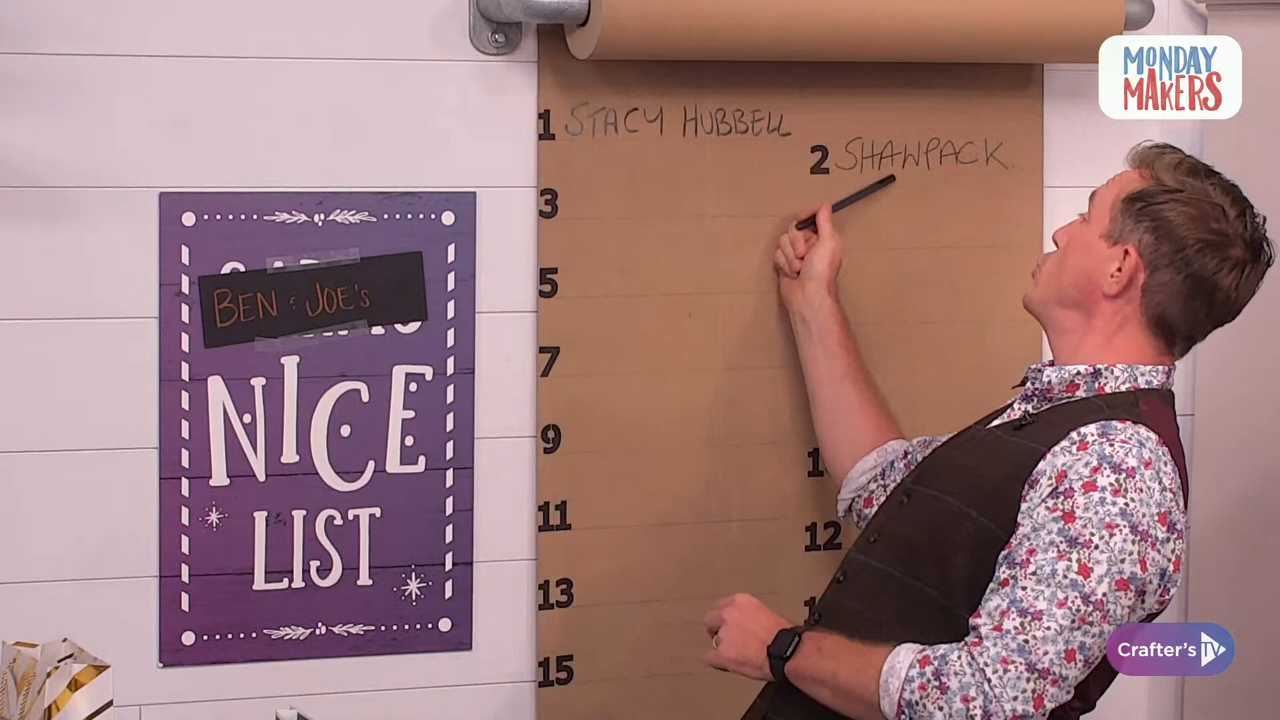 MONDAY
MAKERS
1 STACY HUBBELL
2 SHAWPACK
3
5
7
9
11
12
13
15
BEN & JOE'S
NICE
LIST
Crafter's TV